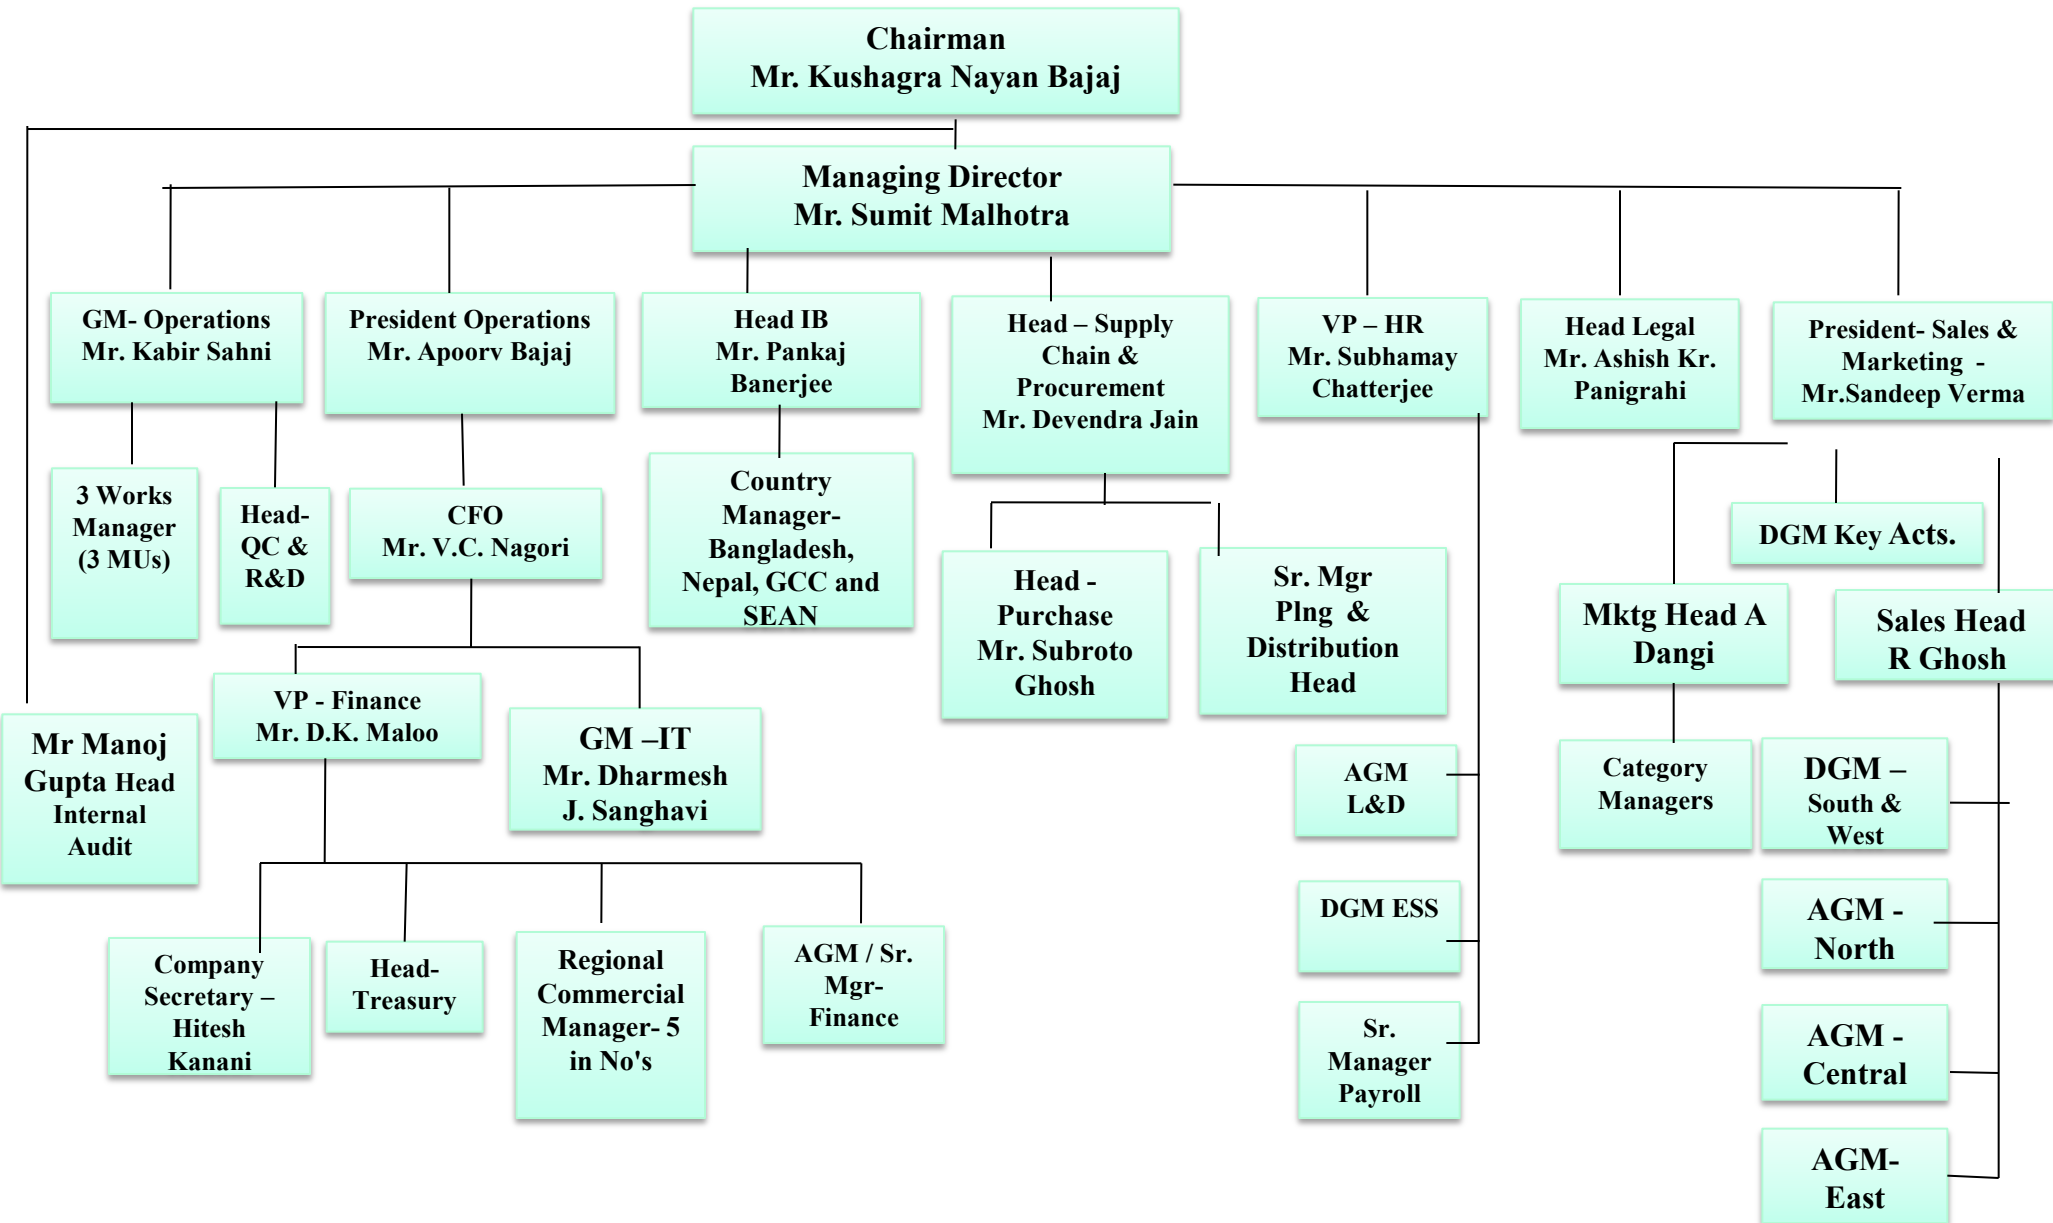 Chairman
Mr. Kushagra Nayan Bajaj
Managing Director
Mr. Sumit Malhotra
GM- Operations
Mr. Kabir Sahni
President Operations
Mr. Apoorv Bajaj
Head IB
Mr. Pankaj
Banerjee
Head – Supply
Chain &
Procurement
Mr. Devendra Jain
VP – HR
Mr. Subhamay
Chatterjee
Head Legal
Mr. Ashish Kr.
Panigrahi
President- Sales &
Marketing -
Mr.Sandeep Verma
3 Works
Manager
(3 MUs)
Head-
QC &
R&D
CFO
Mr. V.C. Nagori
Country
Manager-
Bangladesh,
Nepal, GCC and
SEAN
Head -
Purchase
Mr. Subroto
Ghosh
Sr. Mgr
Plng &
Distribution
Head
DGM Key Acts.
Mktg Head A
Dangi
Sales Head
R Ghosh
Mr Manoj
Gupta Head
Internal
Audit
VP - Finance
Mr. D.K. Maloo
GM –IT
Mr. Dharmesh
J. Sanghavi
AGM
L&D
Category
Managers
DGM –
South &
West
DGM ESS
AGM -
North
Company
Secretary –
Hitesh
Kanani
Head-
Treasury
Regional
Commercial
Manager- 5
in No's
AGM / Sr.
Mgr-
Finance
Sr.
Manager
Payroll
AGM -
Central
AGM-
East